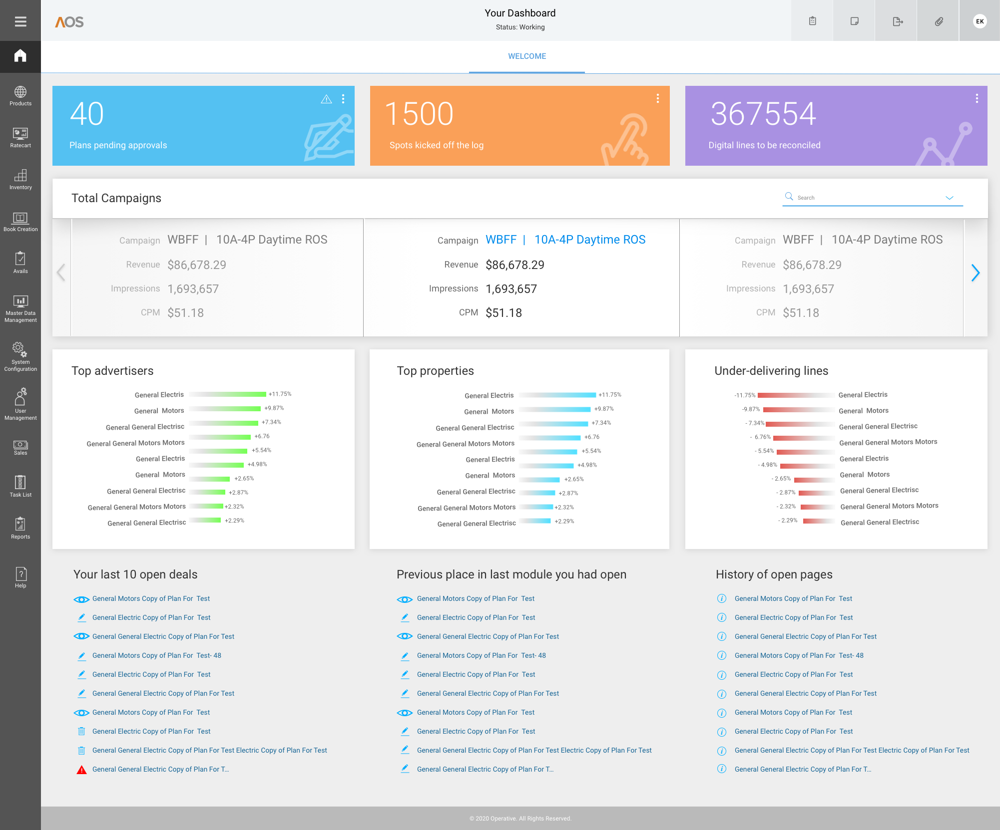 AOS
Your Dashboard
Status: Working
EK
WELCOME
Products
Ratecart
Inventory
Book Creation
Avails
Master Data
Management
System
Configuration
User
Management
Sales
Task List
Reports
Help
40
Plans pending approvals
1500
Spots kicked off the log
367554
Digital lines to be reconciled
Total Campaigns
Search
Campaign WBFF | 10A-4P Daytime ROS
Revenue $86,678.29
Impressions 1,693,657
CPM $51.18
Campaign WBFF | 10A-4P Daytime ROS
Revenue $86,678.29
Impressions 1,693,657
CPM $51.18
Campaign WBFF | 10A-4P Daytime ROS
Revenue $86,678.29
Impressions 1,693,657
CPM $51.18
Top advertisers
General Electris +11.75%
General Motors +9.87%
General General Electrisc +7.34%
General General Motors Motors +6.76
General Electris +5.54%
General Motors +4.98%
General General Electrisc +2.65%
General General Motors Motors +2.87%
General General Electrisc +2.32%
+2.29%
Top properties
General Electris +11.75%
General Motors +9.87%
General General Electrisc +7.34%
General General Motors Motors +6.76
General Electris +5.54%
General Motors +4.98%
General General Electrisc +2.65%
General General Motors Motors +2.87%
General General Electrisc +2.32%
+2.29%
Under-delivering lines
-11.75% General Electris
-9.87% General Motors
- 7.34% General General Electrisc
- 6.76% General General Motors Motors
- 5.54% General Electris
- 4.98% General Motors
- 2.65% General General Electrisc
- 2.87% General General Motors Motors
- 2.32% General General Electrisc
- 2.29%
Your last 10 open deals
General Motors Copy of Plan For Test
General Electric Copy of Plan For Test
General General Electric Copy of Plan For Test
General Motors Copy of Plan For Test- 48
General Electric Copy of Plan For Test
General General Electric Copy of Plan For Test
General Motors Copy of Plan For Test
General Electric Copy of Plan For Test
General General Electric Copy of Plan For Test Electric Copy of Plan For Test
General General Electric Copy of Plan For T...
Previous place in last module you had open
General Motors Copy of Plan For Test
General Electric Copy of Plan For Test
General General Electric Copy of Plan For Test
General Motors Copy of Plan For Test- 48
General Electric Copy of Plan For Test
General General Electric Copy of Plan For Test
General Motors Copy of Plan For Test
General Electric Copy of Plan For Test
General General Electric Copy of Plan For Test Electric Copy of Plan For Test
General General Electric Copy of Plan For T...
History of open pages
General Motors Copy of Plan For Test
General Electric Copy of Plan For Test
General General Electric Copy of Plan For Test
General Motors Copy of Plan For Test- 48
General Electric Copy of Plan For Test
General General Electric Copy of Plan For Test
General Motors Copy of Plan For Test
General Electric Copy of Plan For Test
General General Electric Copy of Plan For Test Electric Copy of Plan For Test
General General Electric Copy of Plan For T...
© 2020 Operative. All Rights Reserved.